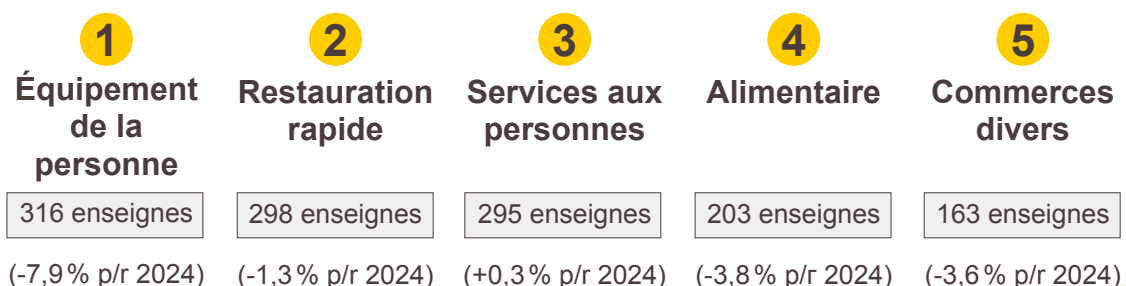 1
Équipement
de la
personne
316 enseignes
(-7,9 % p/r 2024)
2
Restauration
rapide
298 enseignes
(-1,3 % p/r 2024)
3
Services aux
personnes
295 enseignes
(+0,3 % p/r 2024)
4
Alimentaire
203 enseignes
(-3,8 % p/r 2024)
5
Commerces
divers
163 enseignes
(-3,6 % p/r 2024)